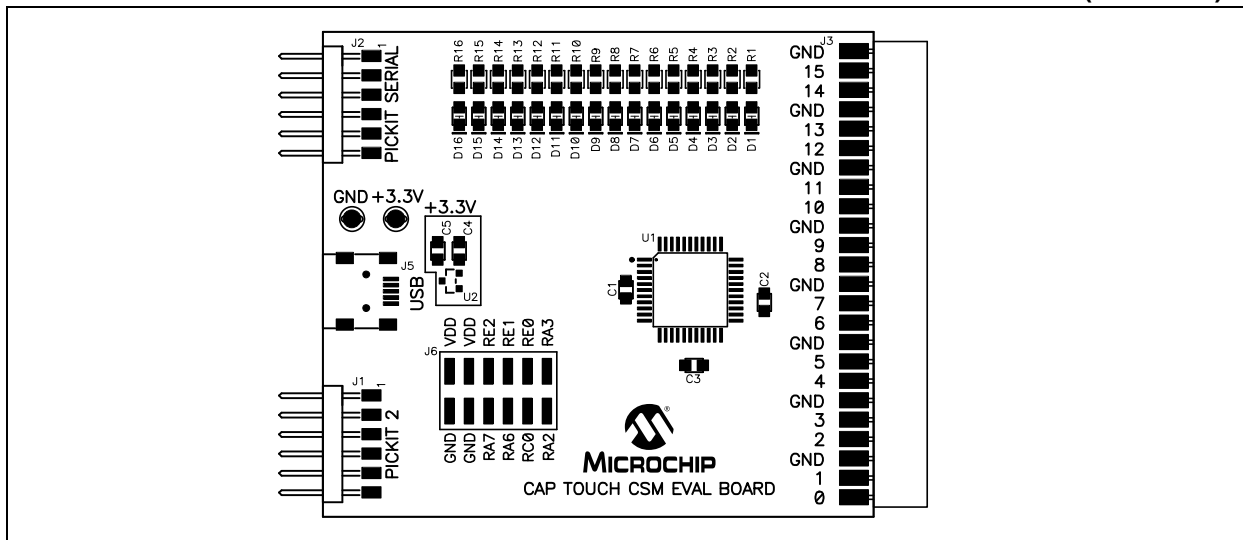 J2
1
PICKIT SERIAL
R16
R15
R14
R13
R12
R11
R10
R9
R8
R7
R6
R5
R4
R3
R2
R1
D16
D15
D14
D13
D12
D11
D10
D9
D8
D7
D6
D5
D4
D3
D2
D1
J3
GND
15
14
GND
13
12
GND
11
10
GND
9
8
GND
7
6
GND
5
4
GND
3
2
GND
1
0
GND +3.3V
+3.3V
C5
C4
U2
J5
USB
U1
C1
C2
C3
J6
VDD
VDD
RE2
RE1
RE0
RA3
GND
GND
RA7
RA6
RC0
RA2
J1
1
PICKIT 2
MICROCHIP
®
CAP TOUCH CSM EVAL BOARD